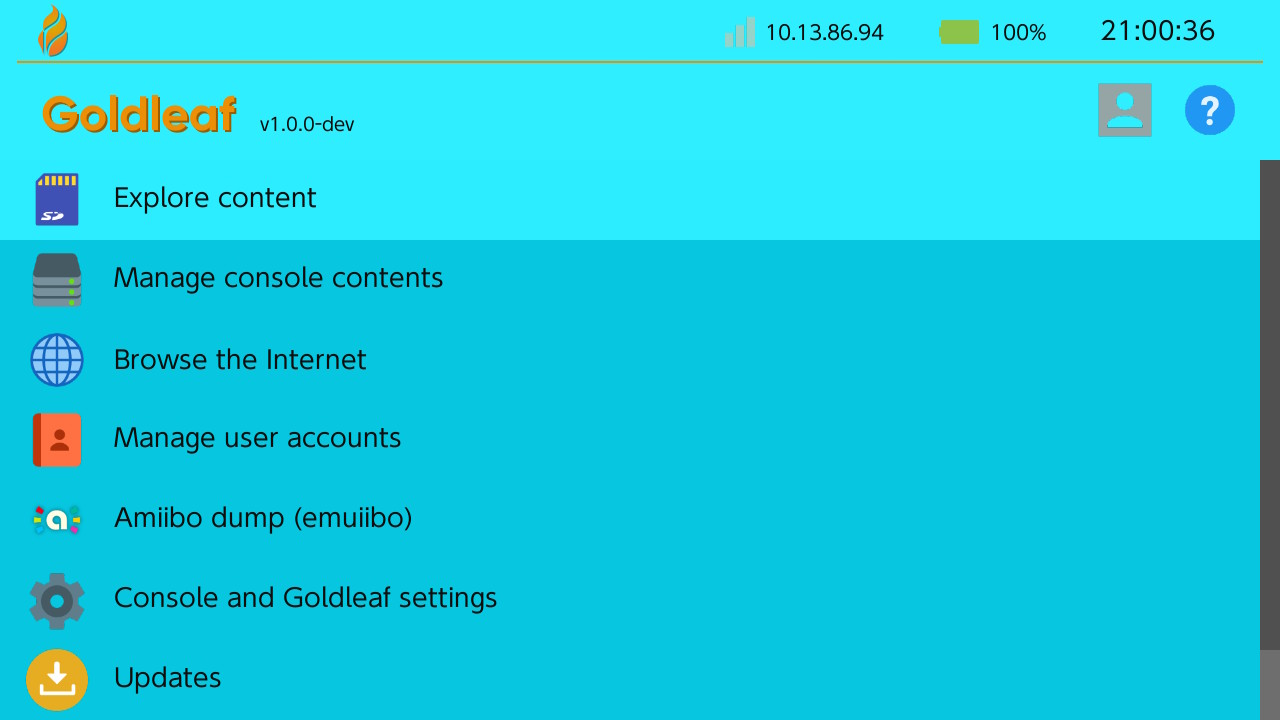 10.13.86.94 100% 21:00:36
Goldleaf v1.0.0-dev ?
SD Explore content
Manage console contents
Browse the Internet
Manage user accounts
a Amiibo dump (emuiibo)
Console and Goldleaf settings
Updates